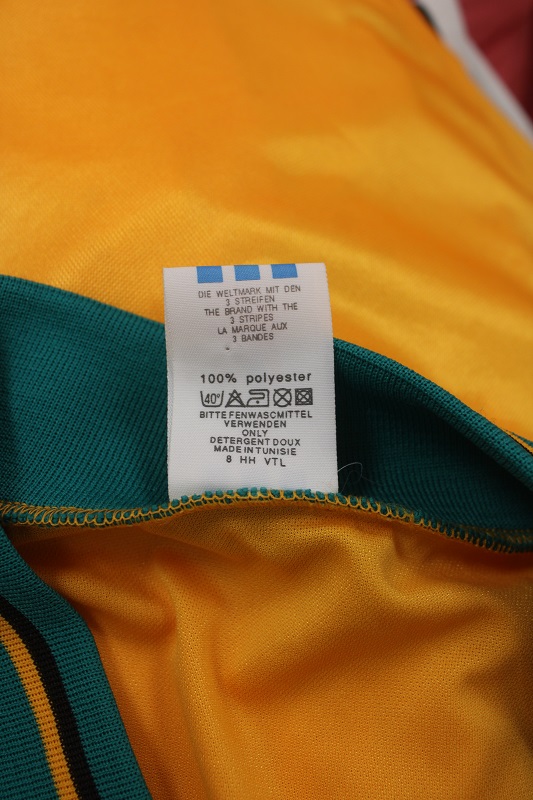 DIE WELTMARK MIT DEN
3 STREIFEN
THE BRAND WITH THE
3 STRIPES
LA MARQUE AUX
3 BANDES
100% polyester
40°
BITTE FENWASCMITTEL
VERWENDEN
ONLY
DETERGENT DOUX
MADE IN TUNISIE
8 HH VTL